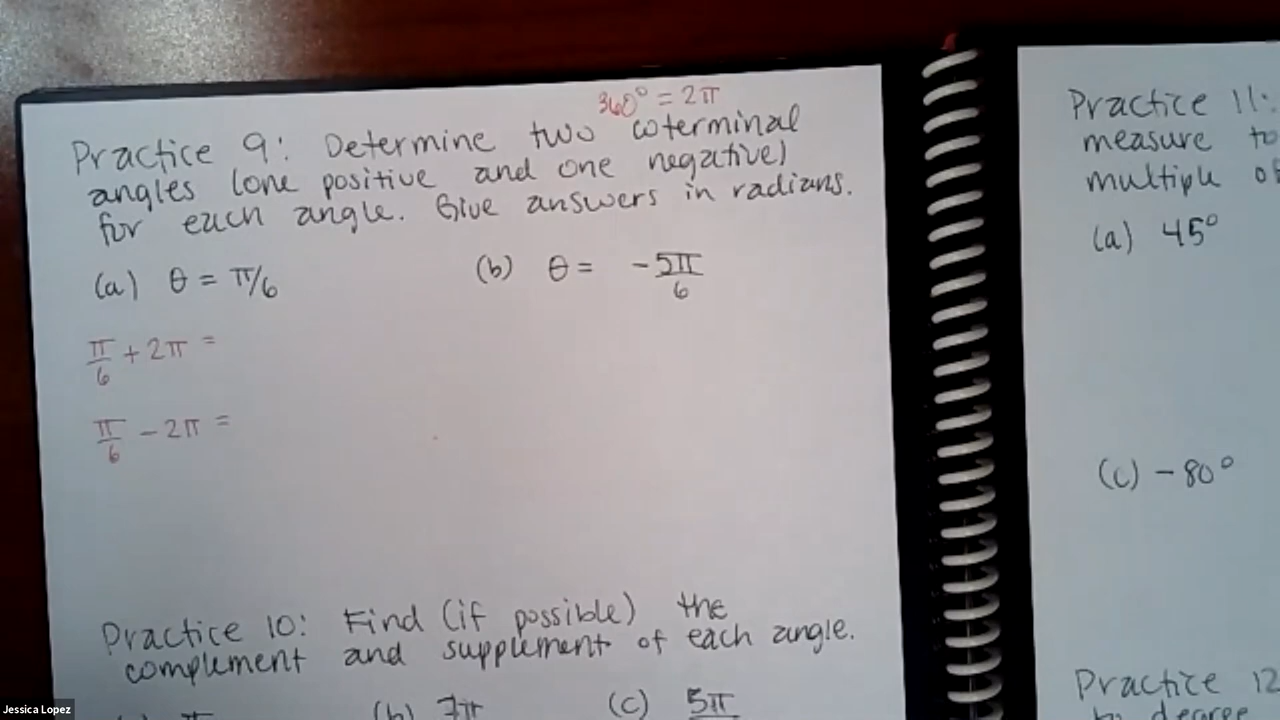 360° = 2π
Practice 9: Determine two coterminal
angles (one positive and one negative)
for each angle. Give answers in radians.
(a) θ = π/6
(b) θ = -5π/6
π/6 + 2π =
π/6 - 2π =
Practice 10: Find (if possible) the
complement and supplement of each angle.
(b) 7π
(c) 5π
Practice 11:
measure to
multiple of
(a) 45°
(c) -80°
Practice 12
degree
Jessica Lopez